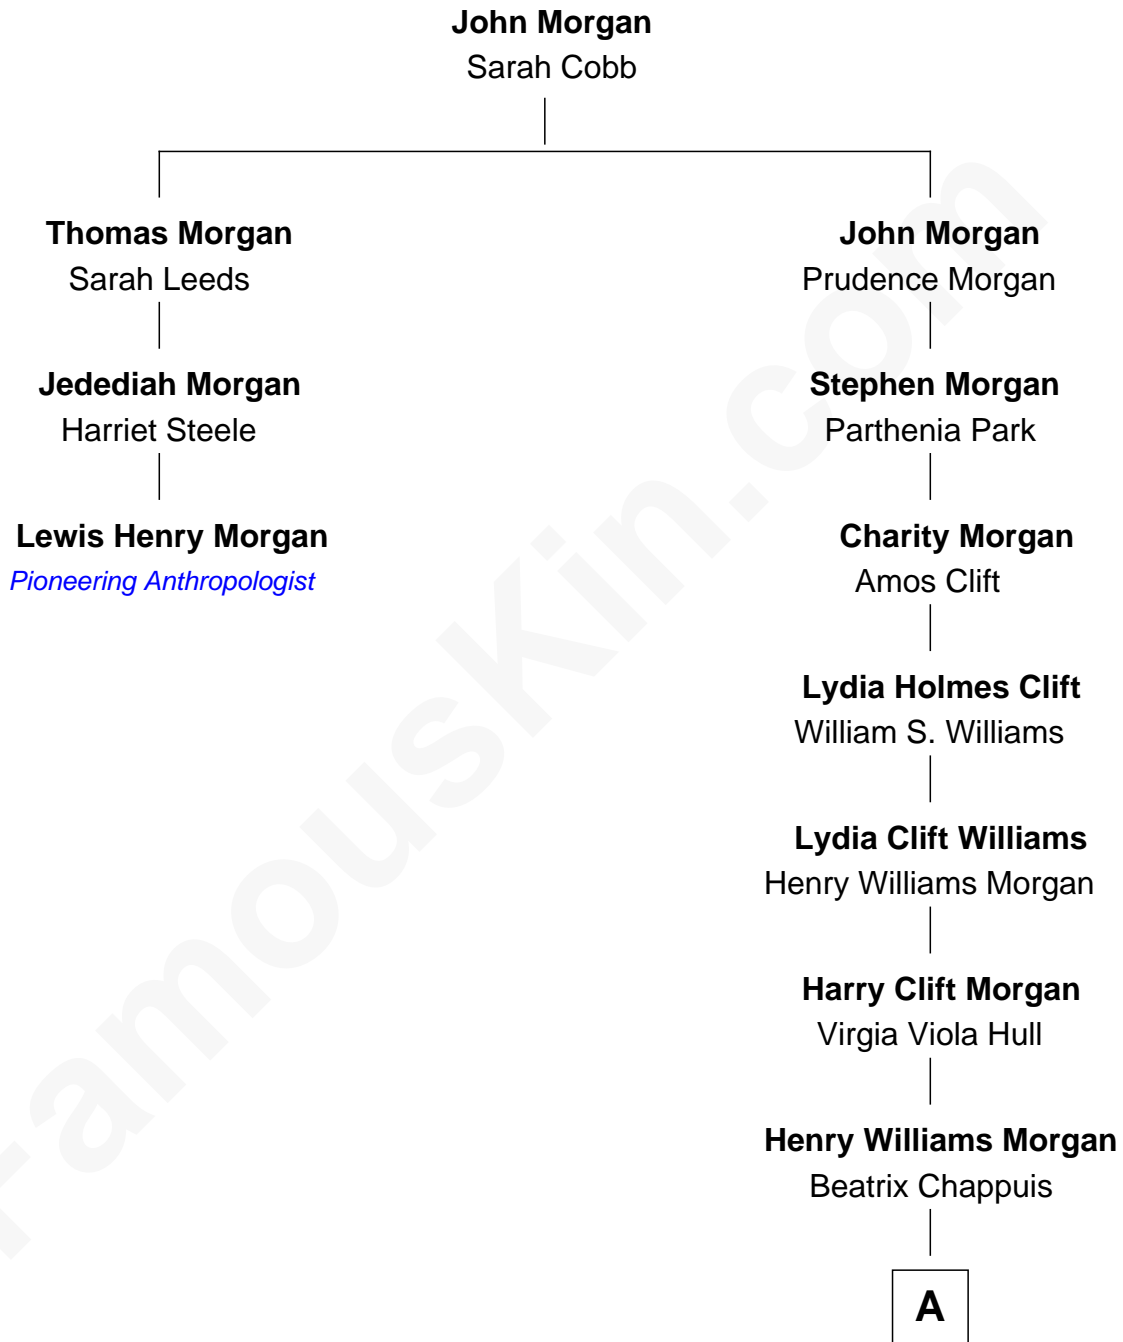 John Morgan
Sarah Cobb
Thomas Morgan
Sarah Leeds
Jedediah Morgan
Harriet Steele
Lewis Henry Morgan
Pioneering Anthropologist
John Morgan
Prudence Morgan
Stephen Morgan
Parthenia Park
Charity Morgan
Amos Clift
Lydia Holmes Clift
William S. Williams
Lydia Clift Williams
Henry Williams Morgan
Harry Clift Morgan
Virgia Viola Hull
Henry Williams Morgan
Beatrix Chappuis
A
FamousKin.com